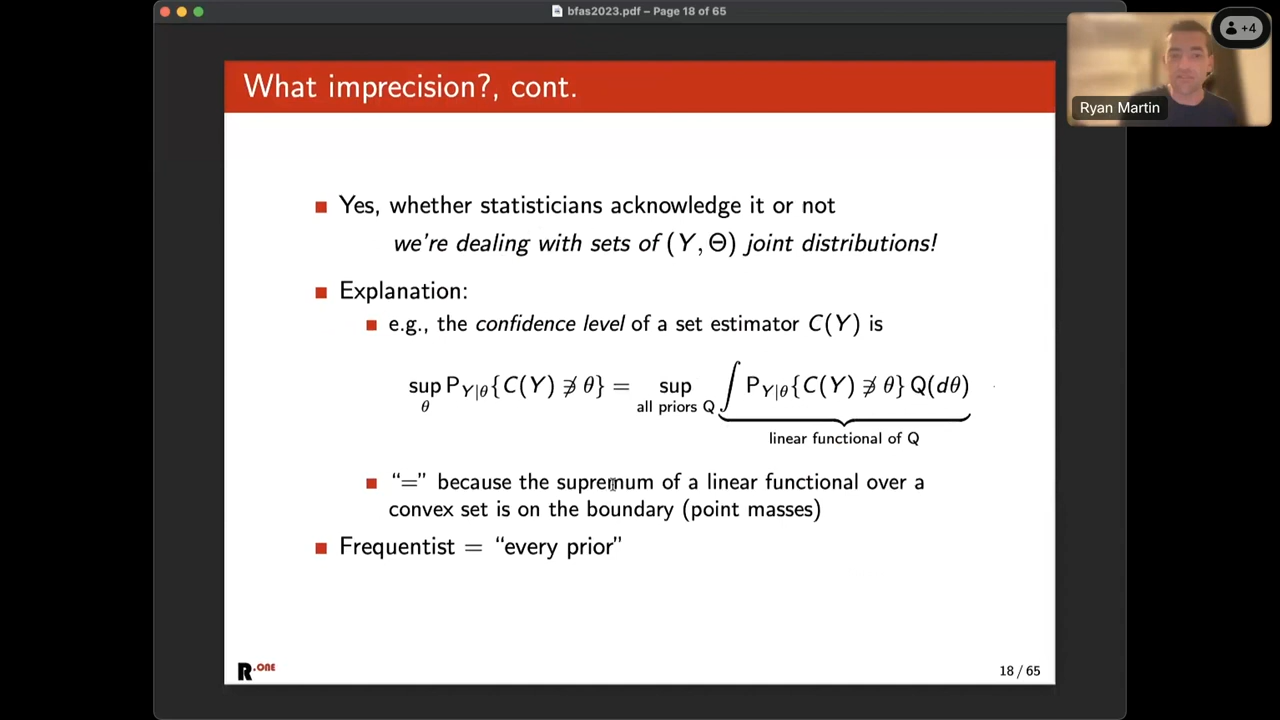 bfas2023.pdf – Page 18 of 65
+4
Ryan Martin
What imprecision?, cont.
Yes, whether statisticians acknowledge it or not
we're dealing with sets of (Y, Θ) joint distributions!
Explanation:
e.g., the confidence level of a set estimator C(Y) is
sup_θ P_{Y|θ}{C(Y) ∌ θ} = sup_{all priors Q} ∫ P_{Y|θ}{C(Y) ∌ θ} Q(dθ)
linear functional of Q
“=” because the supremum of a linear functional over a
convex set is on the boundary (point masses)
Frequentist = “every prior”
R.ONE
18 / 65